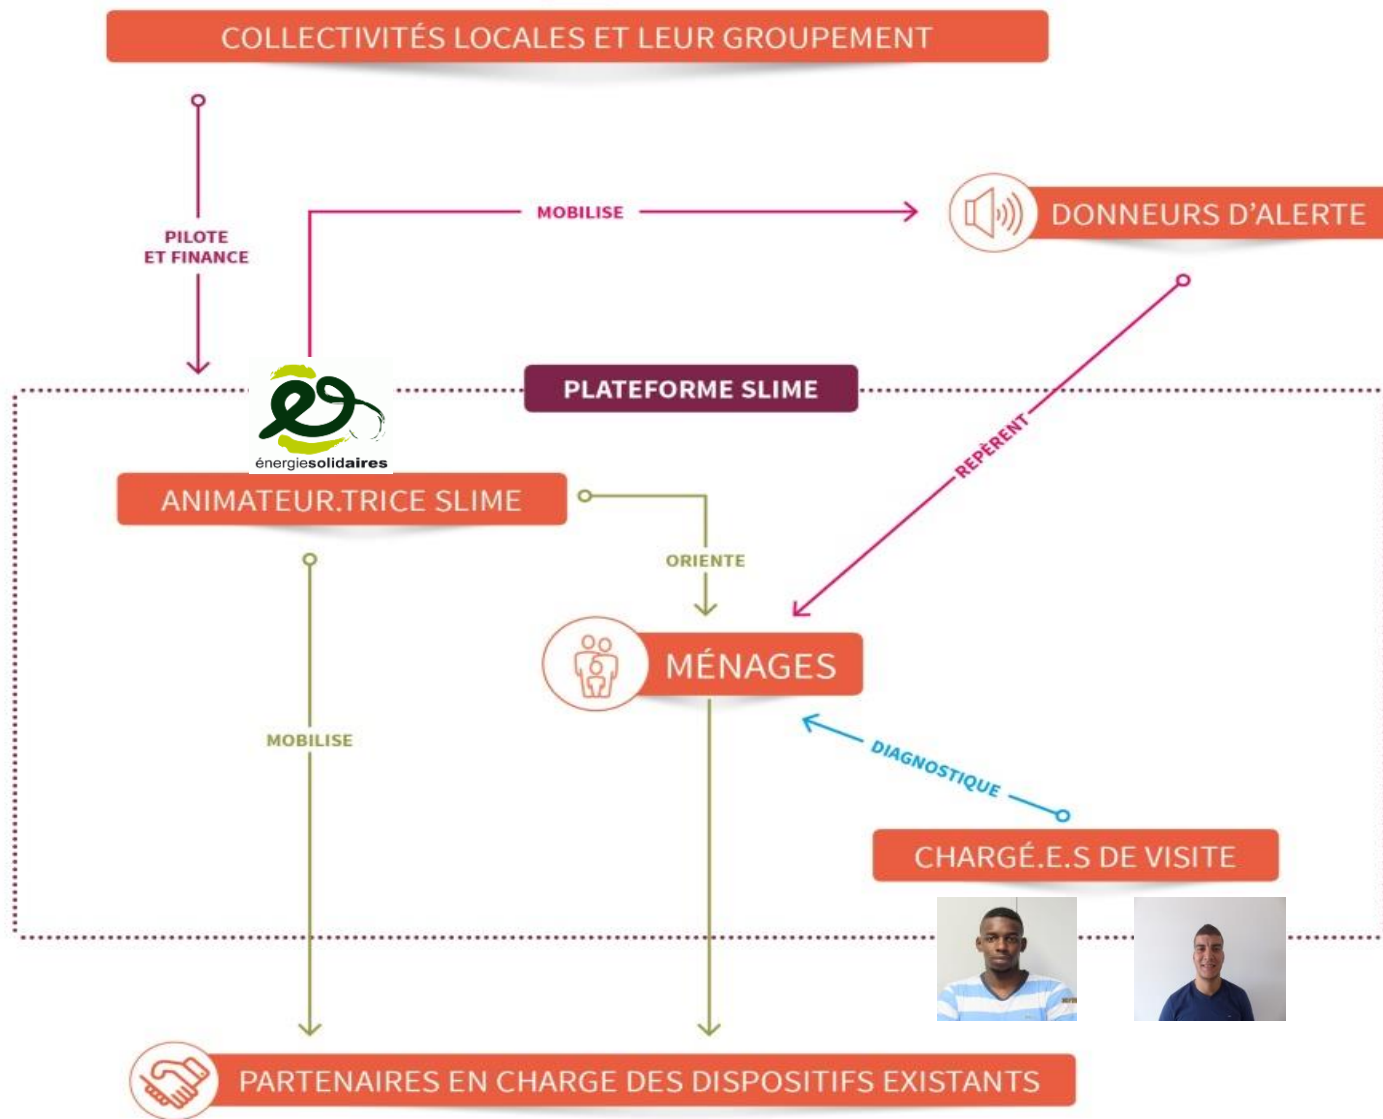 COLLECTIVITÉS LOCALES ET LEUR GROUPEMENT
MOBILISE
DONNEURS D'ALERTE
PILOTE
ET FINANCE
PLATEFORME SLIME
énergiesolidaires
REPÈRENT
ANIMATEUR.TRICE SLIME
ORIENTE
MÉNAGES
MOBILISE
DIAGNOSTIQUE
CHARGÉ.E.S DE VISITE
PARTENAIRES EN CHARGE DES DISPOSITIFS EXISTANTS